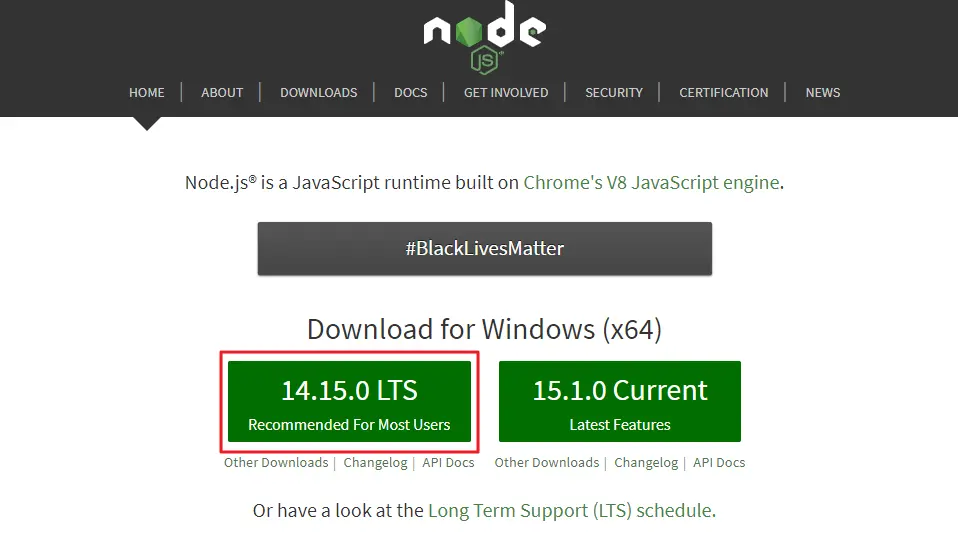 node
JS
HOME | ABOUT | DOWNLOADS | DOCS | GET INVOLVED | SECURITY | CERTIFICATION | NEWS
Node.js® is a JavaScript runtime built on Chrome's V8 JavaScript engine.
#BlackLivesMatter
Download for Windows (x64)
14.15.0 LTS
Recommended For Most Users
15.1.0 Current
Latest Features
Other Downloads | Changelog | API Docs
Other Downloads | Changelog | API Docs
Or have a look at the Long Term Support (LTS) schedule.